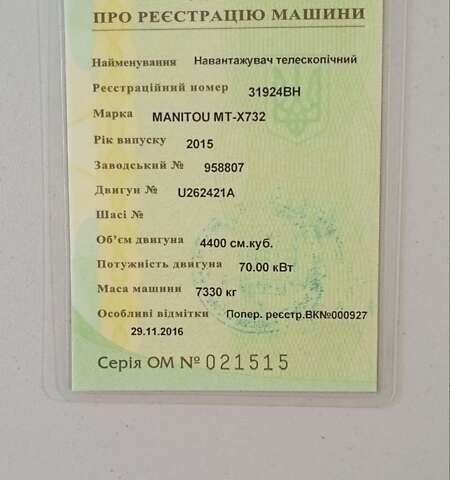 ПРО РЕЄСТРАЦІЮ МАШИНИ
Найменування Навантажувач телескопічний
Реєстраційний номер 31924ВН
Марка MANITOU MT-X732
Рік випуску 2015
Заводський № 958807
Двигун № U262421A
Шасі №
Об'єм двигуна 4400 см.куб.
Потужність двигуна 70.00 кВт
Маса машини 7330 кг
Особливі відмітки Попер. реєстр.ВК№000927
29.11.2016
Серія ОМ № 021515